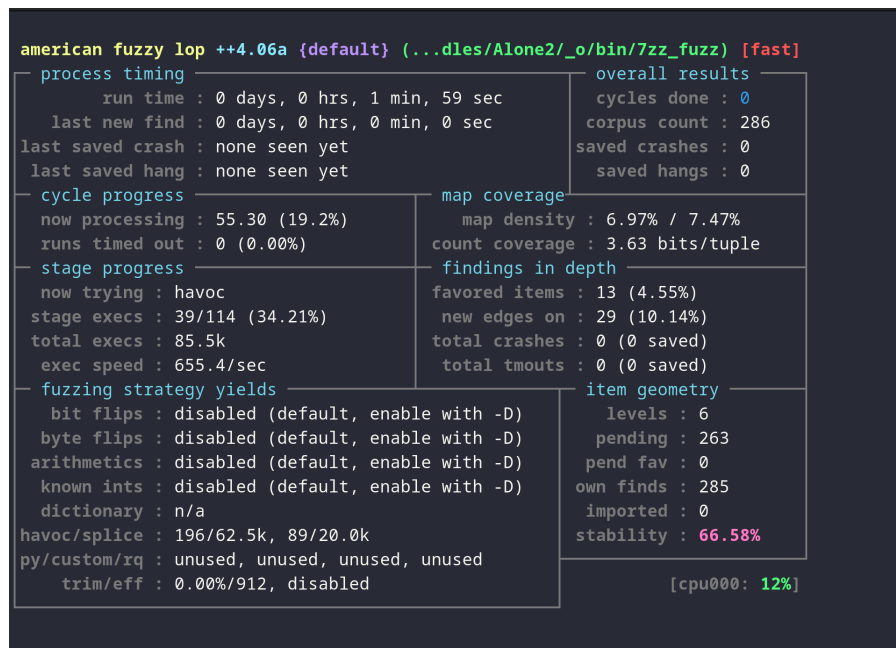 american fuzzy lop ++4.06a {default} (...dles/Alone2/_o/bin/7zz_fuzz) [fast]
process timing
overall results
run time : 0 days, 0 hrs, 1 min, 59 sec
cycles done : 0
last new find : 0 days, 0 hrs, 0 min, 0 sec
corpus count : 286
last saved crash : none seen yet
saved crashes : 0
last saved hang : none seen yet
saved hangs : 0
cycle progress
map coverage
now processing : 55.30 (19.2%)
map density : 6.97% / 7.47%
runs timed out : 0 (0.00%)
count coverage : 3.63 bits/tuple
stage progress
findings in depth
now trying : havoc
favored items : 13 (4.55%)
stage execs : 39/114 (34.21%)
new edges on : 29 (10.14%)
total execs : 85.5k
total crashes : 0 (0 saved)
exec speed : 655.4/sec
total tmouts : 0 (0 saved)
fuzzing strategy yields
item geometry
bit flips : disabled (default, enable with -D)
levels : 6
byte flips : disabled (default, enable with -D)
pending : 263
arithmetics : disabled (default, enable with -D)
pend fav : 0
known ints : disabled (default, enable with -D)
own finds : 285
dictionary : n/a
imported : 0
havoc/splice : 196/62.5k, 89/20.0k
stability : 66.58%
py/custom/rq : unused, unused, unused, unused
trim/eff : 0.00%/912, disabled
[cpu000: 12%]